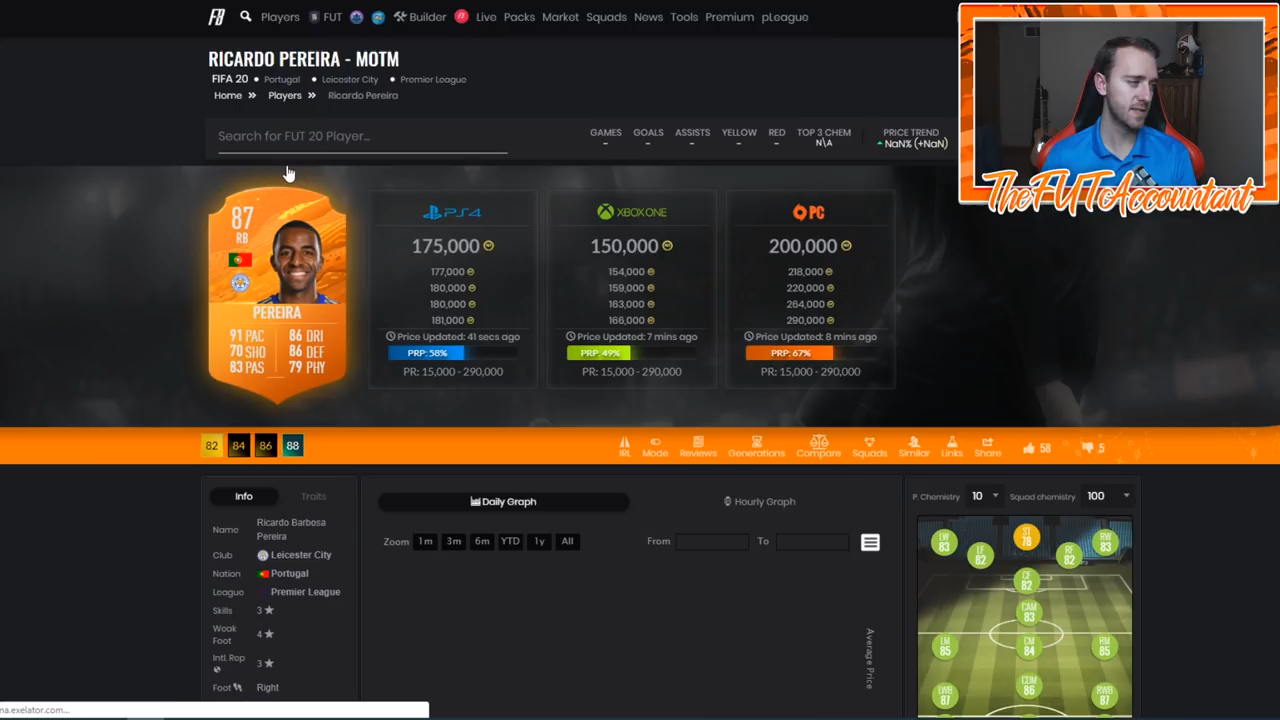 F8 Players FUT Builder Live Packs Market Squads News Tools Premium pLeague
RICARDO PEREIRA - MOTM
FIFA 20 • Portugal • Leicester City • Premier League
Home » Players » Ricardo Pereira
Search for FUT 20 Player...
GAMES GOALS ASSISTS YELLOW RED TOP 3 CHEM PRICE TREND
- - - - - N\A NaN% (+NaN)
TheFUTAccountant
87
RB
PEREIRA
91 PAC 86 DRI
70 SHO 86 DEF
83 PAS 79 PHY
PS4
175,000
177,000
180,000
180,000
181,000
Price Updated: 41 secs ago
PRP: 58%
PR: 15,000 - 290,000
XBOX ONE
150,000
154,000
159,000
163,000
166,000
Price Updated: 7 mins ago
PRP: 49%
PR: 15,000 - 290,000
PC
200,000
218,000
220,000
264,000
290,000
Price Updated: 8 mins ago
PRP: 67%
PR: 15,000 - 290,000
82 84 86 88
IRL Mode Reviews Generations Compare Squads Similar Links Share 58 5
Info Traits
Name Ricardo Barbosa
Pereira
Club Leicester City
Nation Portugal
League Premier League
Skills 3★
Weak
Foot 4★
Intl. Rep 3★
Foot Right
Daily Graph Hourly Graph
Zoom 1m 3m 6m YTD 1y All From To
Average Price
P. Chemistry 10 Squad chemistry 100
LW
83
LF
82
ST
78
RF
82
RW
83
CF
82
CAM
83
LM
85
CM
84
RM
85
CDM
86
LWB
87
RWB
87
na.exelator.com...